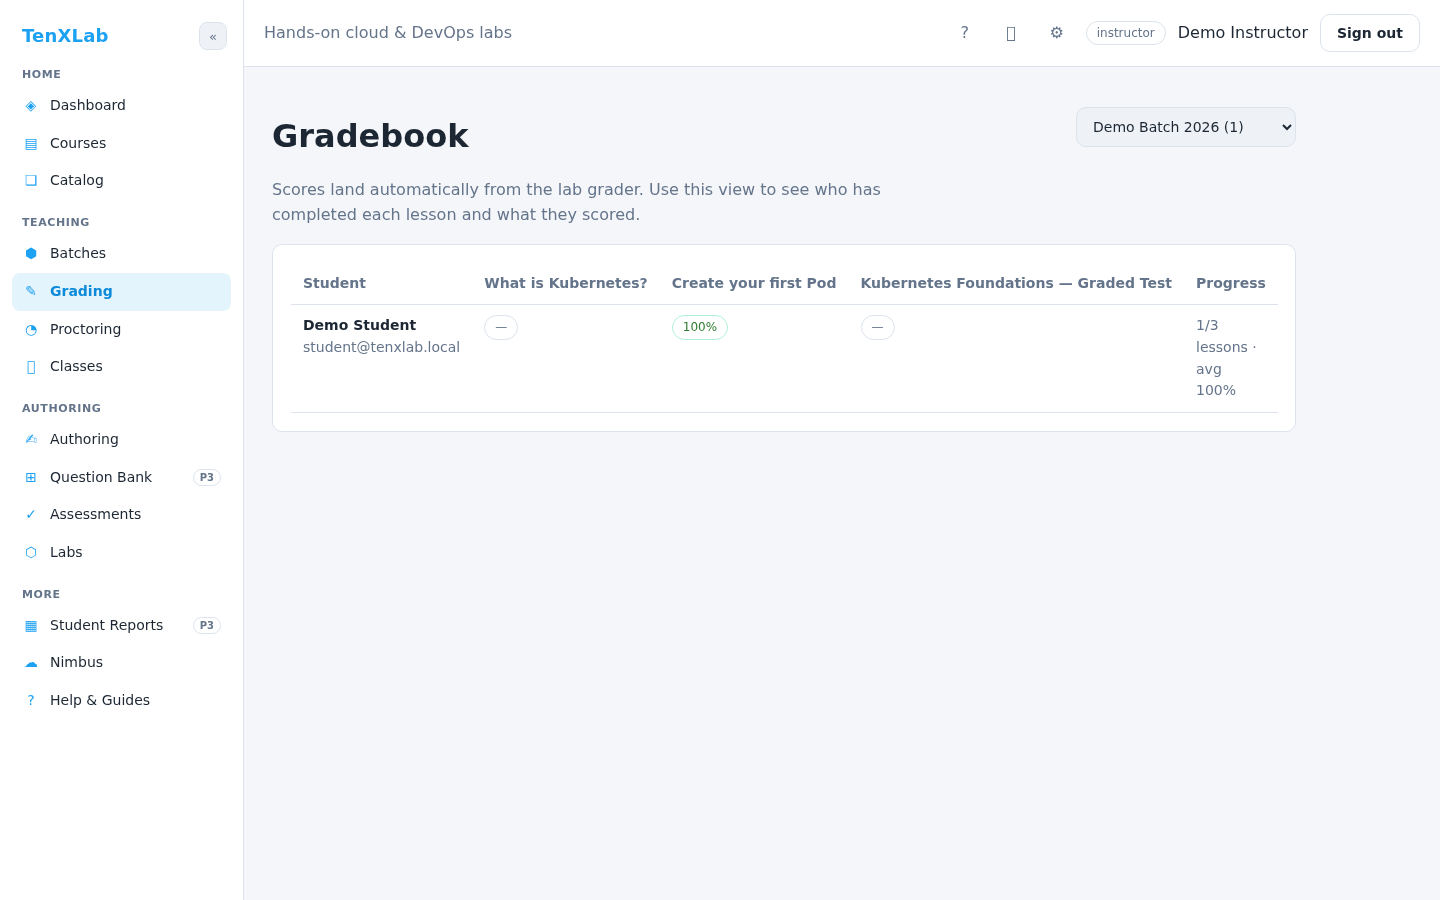 TenXLab
«
Hands-on cloud & DevOps labs
?
instructor
Demo Instructor
Sign out
HOME
Dashboard
Courses
Catalog
TEACHING
Batches
Grading
Proctoring
Classes
AUTHORING
Authoring
Question Bank P3
Assessments
Labs
MORE
Student Reports P3
Nimbus
? Help & Guides
Gradebook
Demo Batch 2026 (1)
Scores land automatically from the lab grader. Use this view to see who has
completed each lesson and what they scored.
Student What is Kubernetes? Create your first Pod Kubernetes Foundations — Graded Test Progress
Demo Student — 100% — 1/3
student@tenxlab.local lessons ·
avg
100%